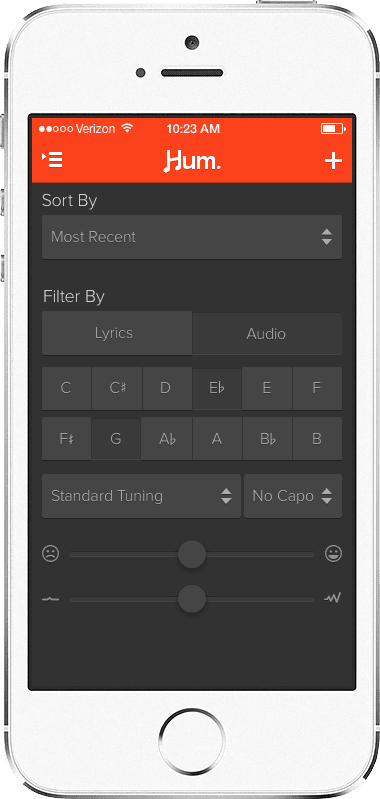 Verizon 10:23 AM
Hum.
Sort By
Most Recent
Filter By
Lyrics Audio
C C♯ D E♭ E F
F♯ G A♭ A B♭ B
Standard Tuning No Capo